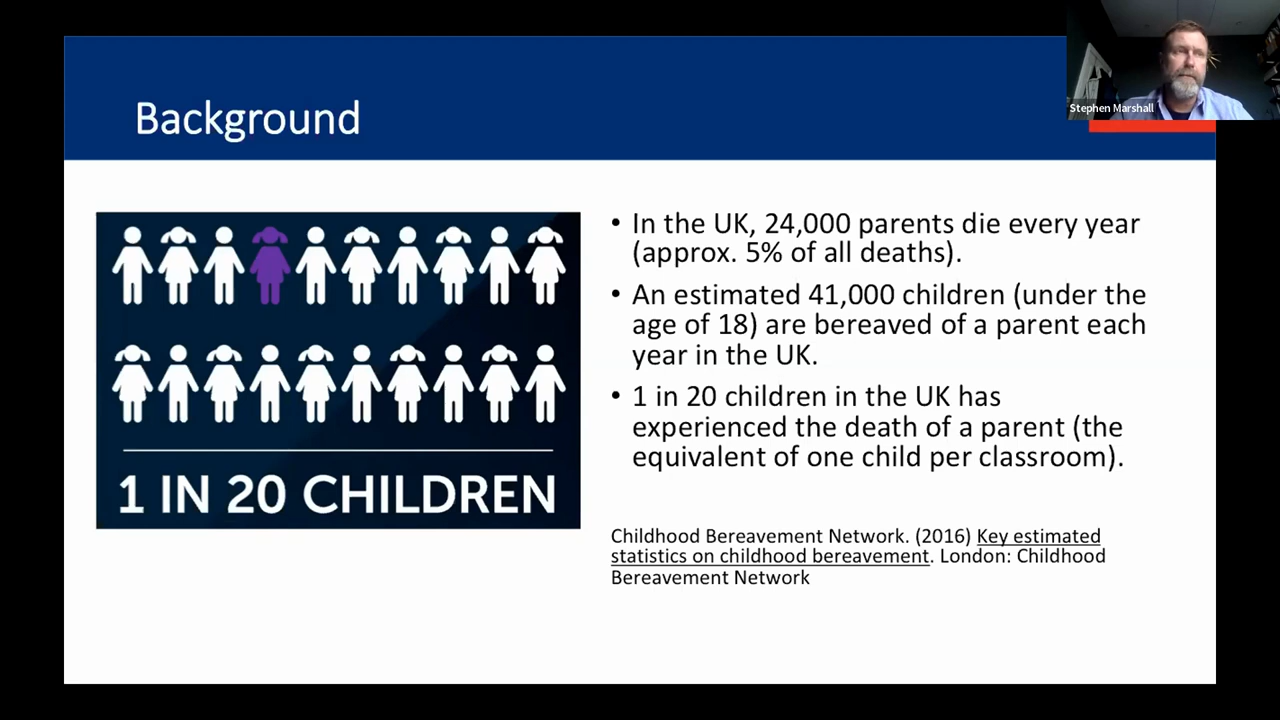 Stephen Marshall
Background
• In the UK, 24,000 parents die every year
(approx. 5% of all deaths).
• An estimated 41,000 children (under the
age of 18) are bereaved of a parent each
year in the UK.
• 1 in 20 children in the UK has
experienced the death of a parent (the
equivalent of one child per classroom).
1 IN 20 CHILDREN
Childhood Bereavement Network. (2016) Key estimated
statistics on childhood bereavement. London: Childhood
Bereavement Network